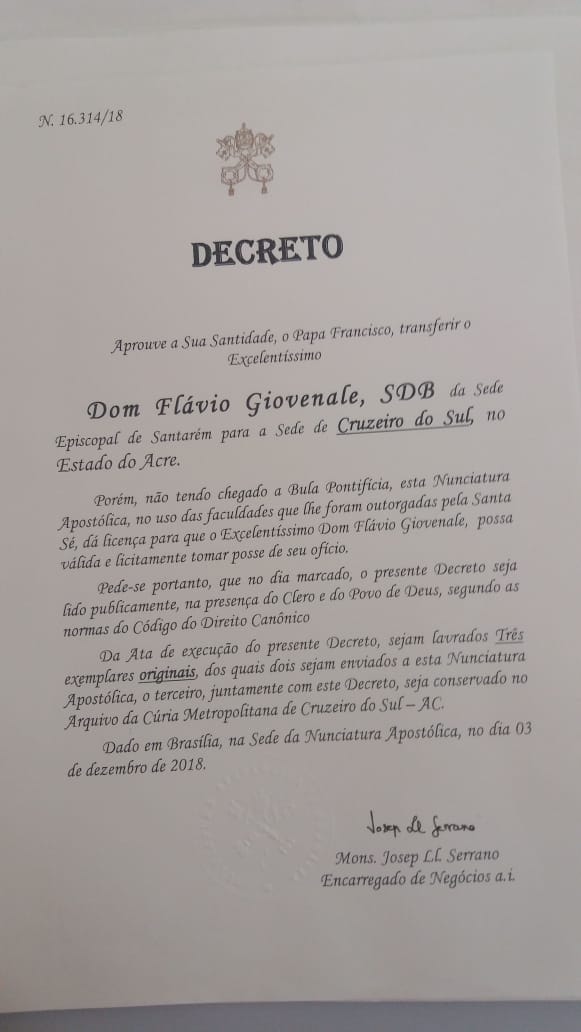 N. 16.314/18
DECRETO
Aprouve a Sua Santidade, o Papa Francisco, transferir o
Excelentíssimo
Dom Flávio Giovenale, SDB da Sede
Episcopal de Santarém para a Sede de Cruzeiro do Sul, no
Estado do Acre.
Porém, não tendo chegado a Bula Pontifícia, esta Nunciatura
Apostólica, no uso das faculdades que lhe foram outorgadas pela Santa
Sé, dá licença para que o Excelentíssimo Dom Flávio Giovenale, possa
válida e licitamente tomar posse de seu ofício.
Pede-se portanto, que no dia marcado, o presente Decreto seja
lido publicamente, na presença do Clero e do Povo de Deus, segundo as
normas do Código do Direito Canônico
Da Ata de execução do presente Decreto, sejam lavrados Três
exemplares originais, dos quais dois sejam enviados a esta Nunciatura
Apostólica, o terceiro, juntamente com este Decreto, seja conservado no
Arquivo da Cúria Metropolitana de Cruzeiro do Sul – AC.
Dado em Brasília, na Sede da Nunciatura Apostólica, no dia 03
de dezembro de 2018.
Josep Ll Serrano
Mons. Josep Ll. Serrano
Encarregado de Negócios a.i.